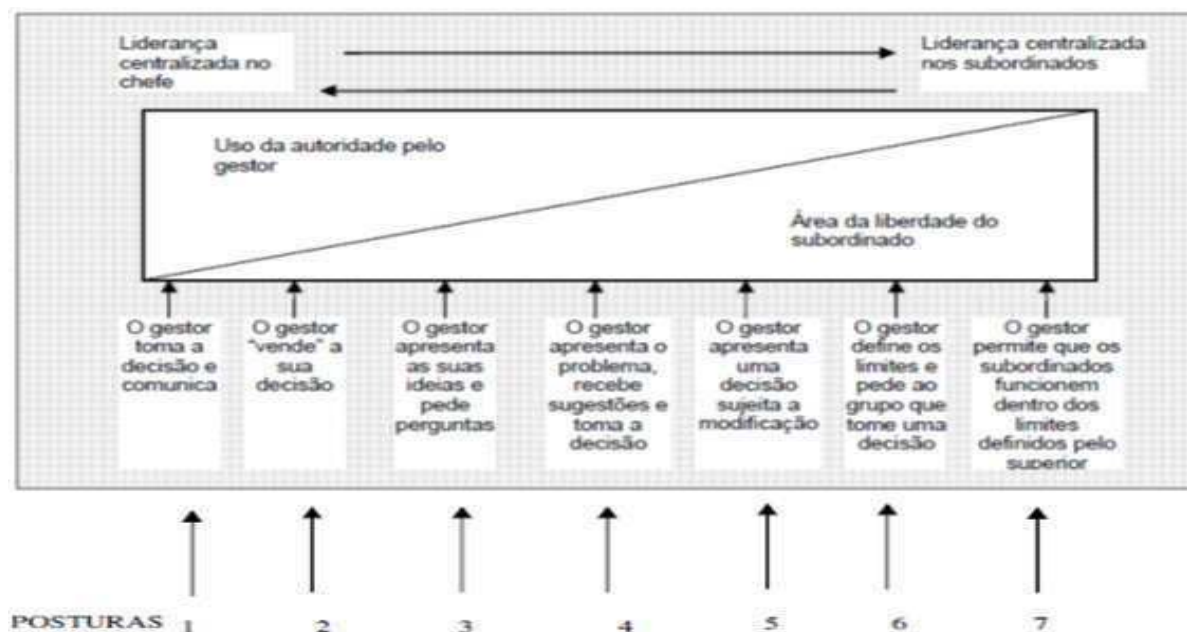 Liderança
centralizada no
chefe
Liderança centralizada
nos subordinados
Uso da autoridade pelo
gestor
Área da liberdade do
subordinado
O gestor
toma a
decisão e
comunica
O gestor
"vende" a
sua
decisão
O gestor
apresenta
as suas
ideias e
pede
perguntas
O gestor
apresenta o
problema,
recebe
sugestões e
toma a
decisão
O gestor
apresenta
uma
decisão
sujeita a
modificação
O gestor
define os
limites e
pede ao
grupo que
tome uma
decisão
O gestor
permite que os
subordinados
funcionem
dentro dos
limites
definidos pelo
superior
POSTURAS 1 2 3 4 5 6 7